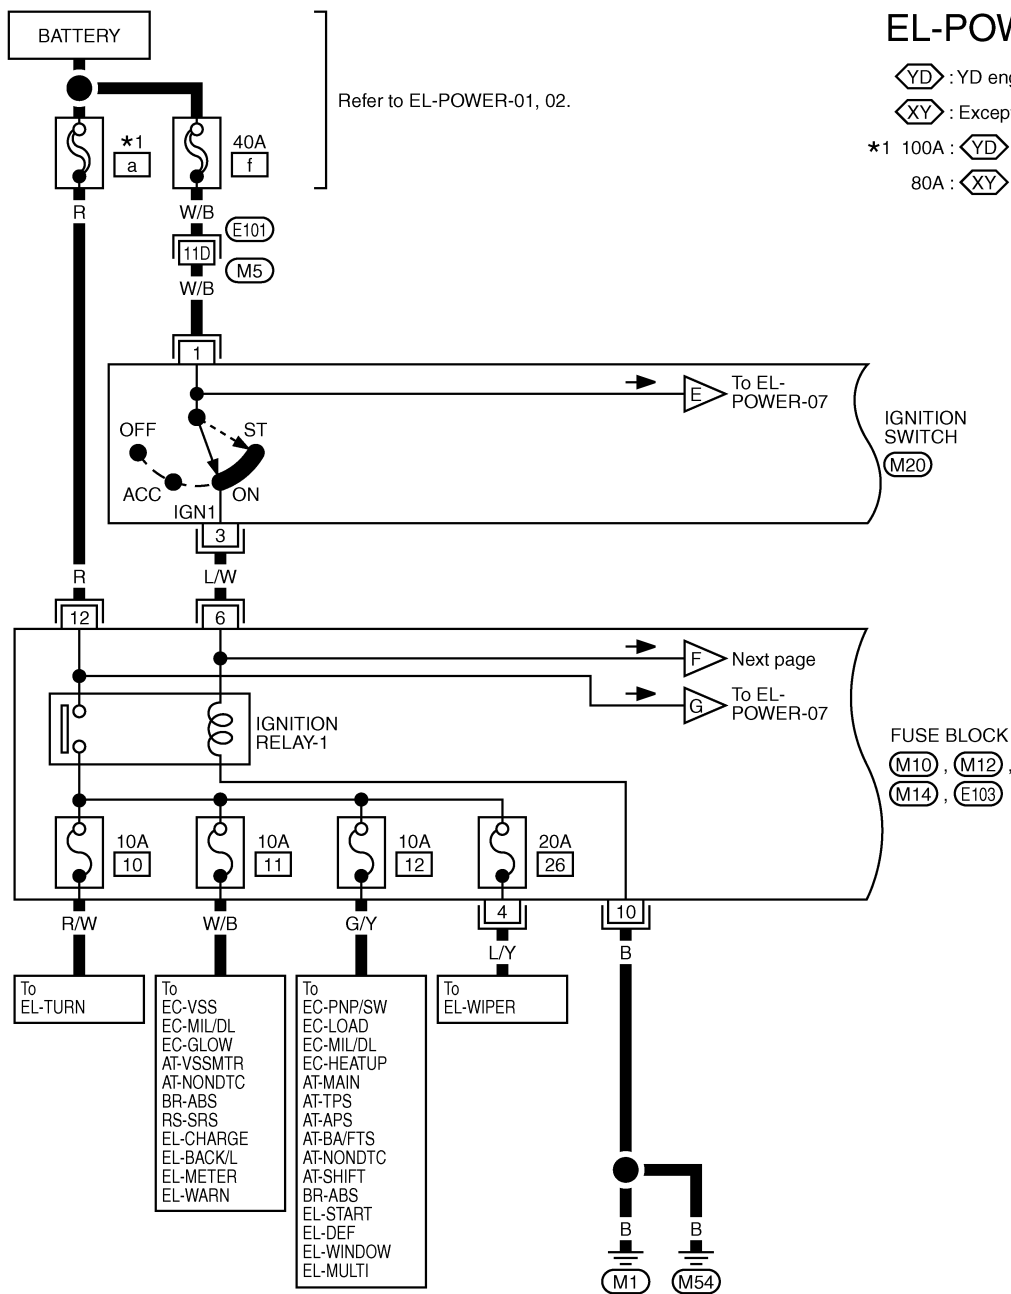 BATTERY
EL-POW
YD : YD eng
XY : Excep
*1 100A : YD
80A : XY
Refer to EL-POWER-01, 02.
*1
a
40A
f
R
W/B
E101
11D
M5
W/B
1
E
To EL-
POWER-07
OFF
ST
ACC
ON
IGN1
IGNITION
SWITCH
M20
3
R
L/W
12
6
F
Next page
G
To EL-
POWER-07
IGNITION
RELAY-1
FUSE BLOCK
M10 , M12 ,
M14 , E103
10A
10
10A
11
10A
12
20A
26
4
10
R/W
W/B
G/Y
L/Y
B
To
EL-TURN
To
EC-VSS
EC-MIL/DL
EC-GLOW
AT-VSSMTR
AT-NONDTC
BR-ABS
RS-SRS
EL-CHARGE
EL-BACK/L
EL-METER
EL-WARN
To
EC-PNP/SW
EC-LOAD
EC-MIL/DL
EC-HEATUP
AT-MAIN
AT-TPS
AT-APS
AT-BA/FTS
AT-NONDTC
AT-SHIFT
BR-ABS
EL-START
EL-DEF
EL-WINDOW
EL-MULTI
To
EL-WIPER
B
B
M1
M54